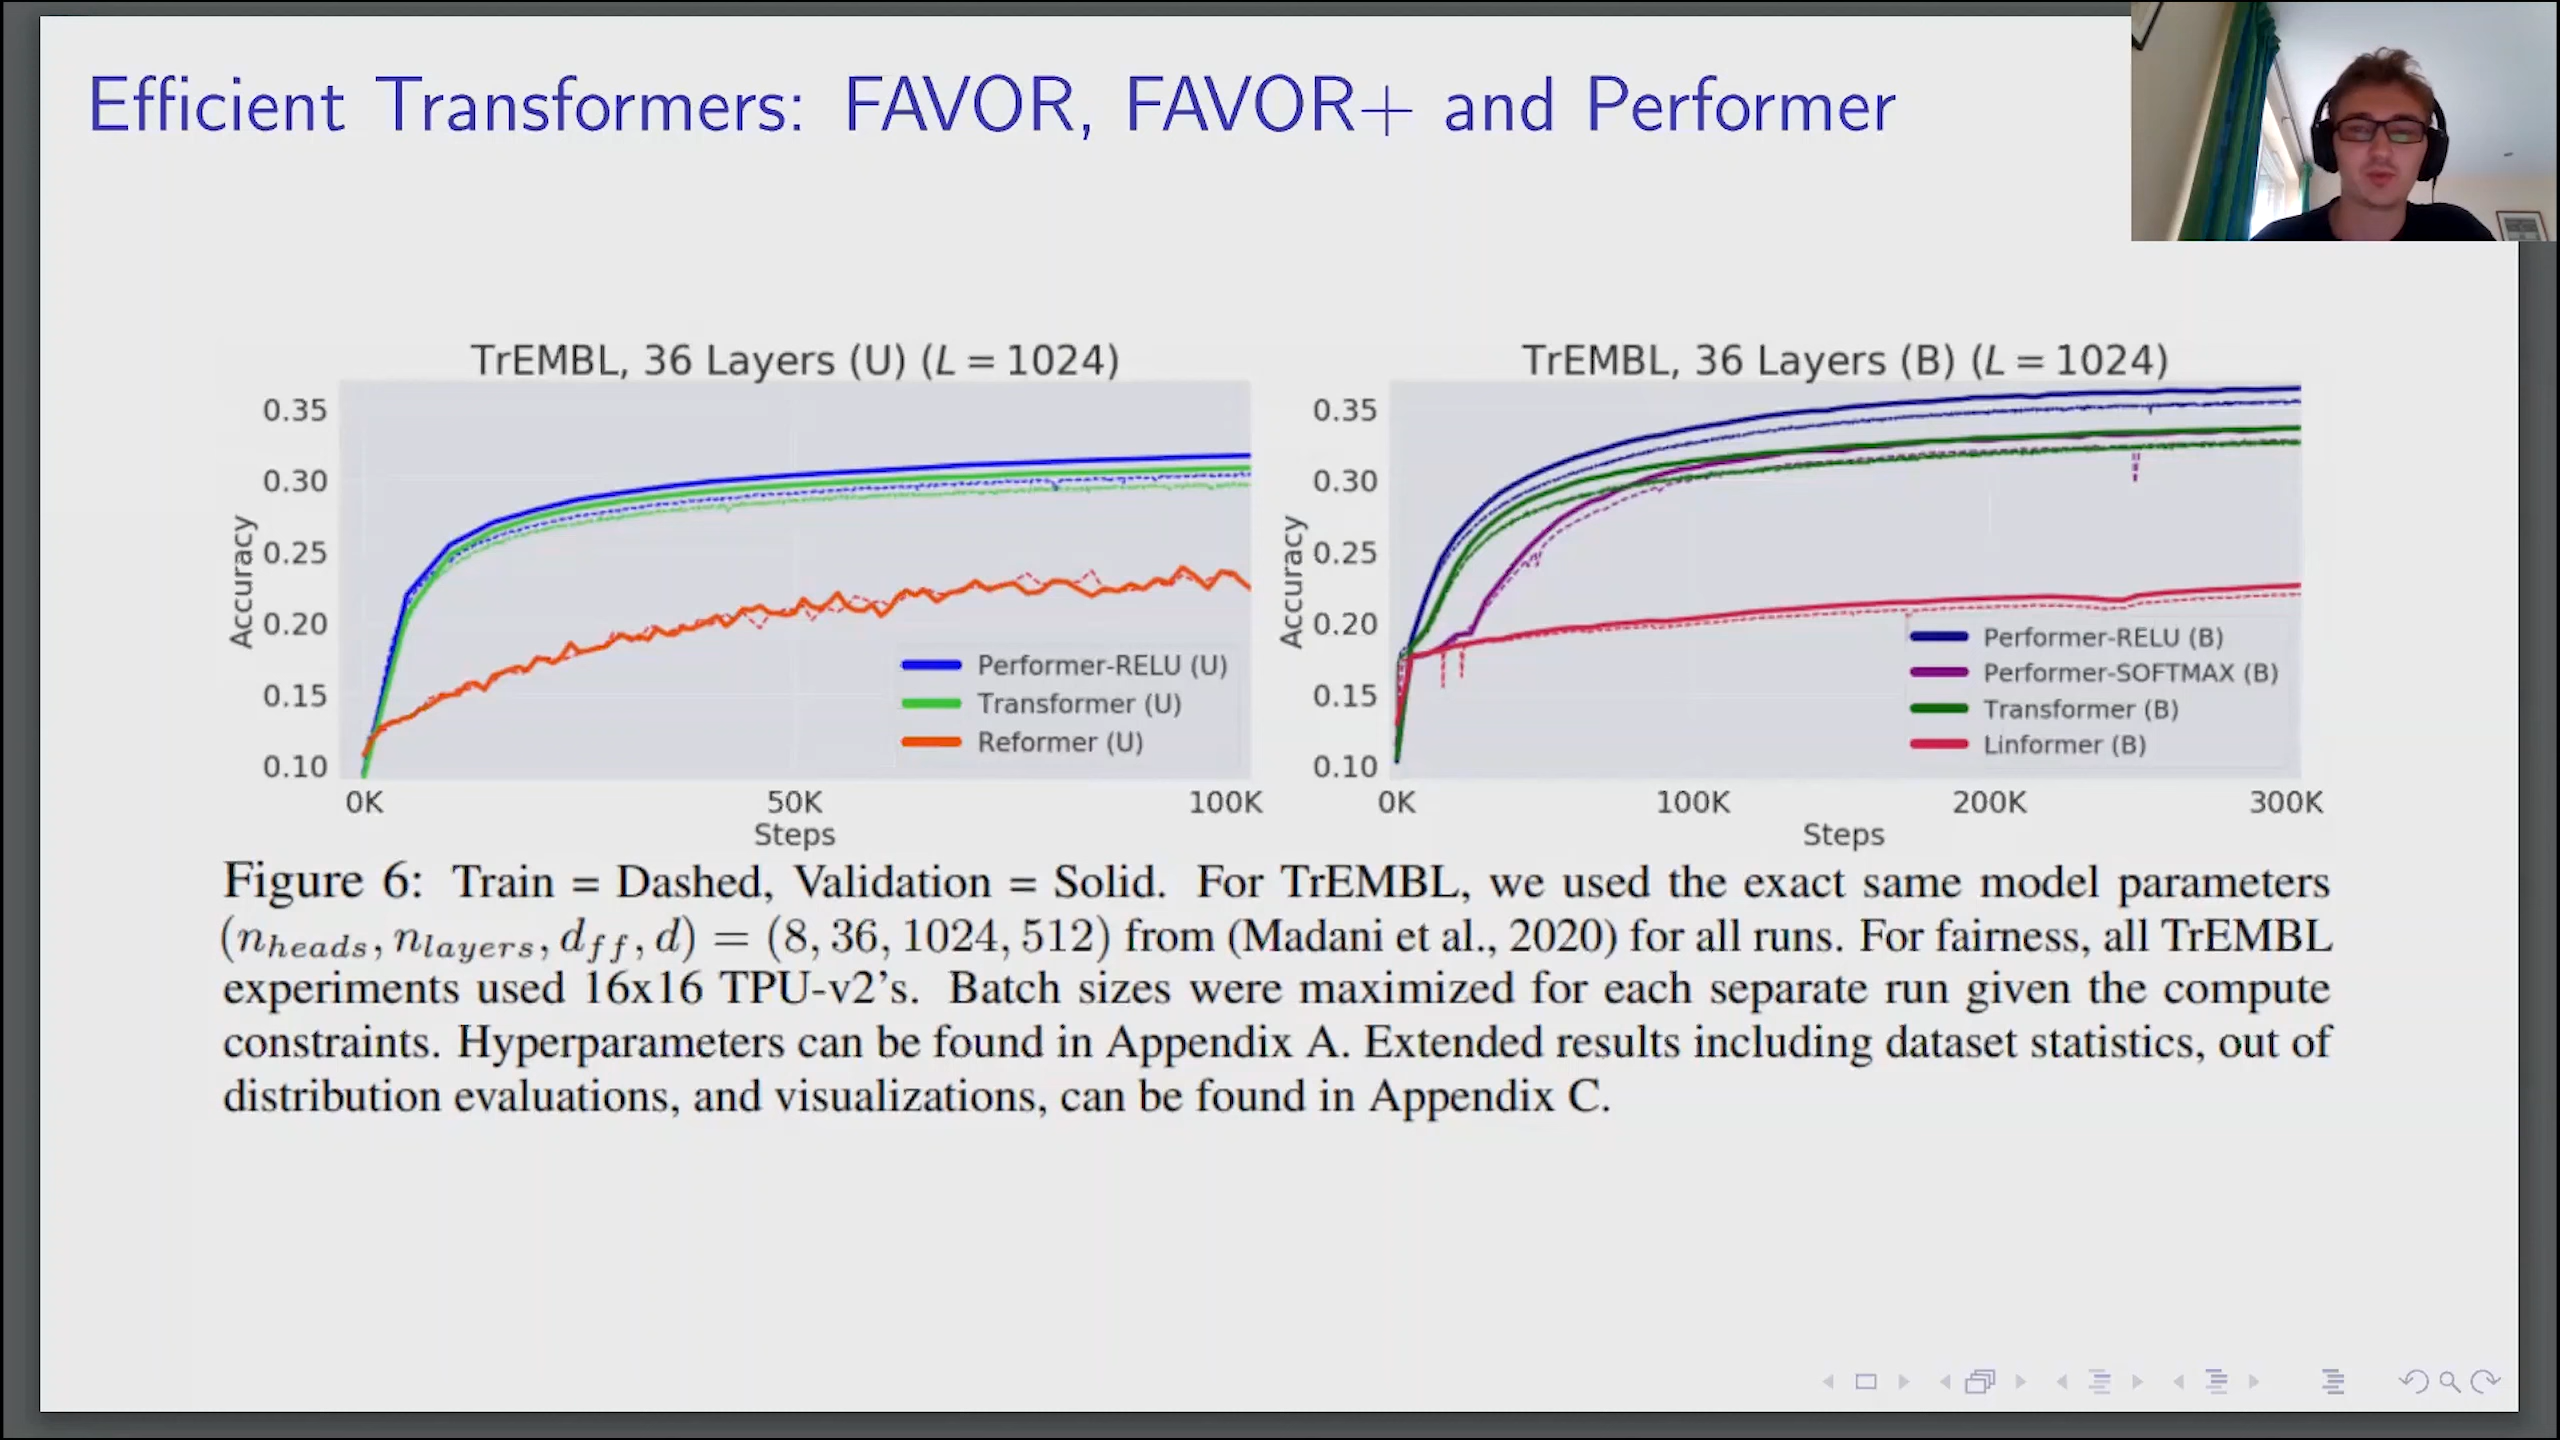 Efficient Transformers: FAVOR, FAVOR+ and Performer
TrEMBL, 36 Layers (U) (L = 1024)
0.35
0.30
0.25
0.20
0.15
0.10
Accuracy
Performer-RELU (U)
Transformer (U)
Reformer (U)
0K 50K 100K
Steps
TrEMBL, 36 Layers (B) (L = 1024)
0.35
0.30
0.25
0.20
0.15
0.10
Accuracy
Performer-RELU (B)
Performer-SOFTMAX (B)
Transformer (B)
Linformer (B)
0K 100K 200K 300K
Steps
Figure 6: Train = Dashed, Validation = Solid. For TrEMBL, we used the exact same model parameters
(n_heads, n_layers, d_ff, d) = (8, 36, 1024, 512) from (Madani et al., 2020) for all runs. For fairness, all TrEMBL
experiments used 16x16 TPU-v2's. Batch sizes were maximized for each separate run given the compute
constraints. Hyperparameters can be found in Appendix A. Extended results including dataset statistics, out of
distribution evaluations, and visualizations, can be found in Appendix C.